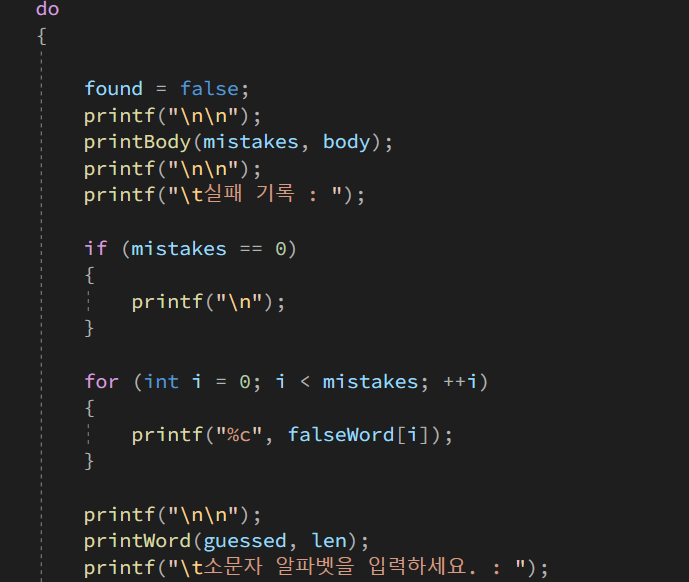 do
{
found = false;
printf("\n\n");
printBody(mistakes, body);
printf("\n\n");
printf("\t실패 기록 : ");
if (mistakes == 0)
{
printf("\n");
}
for (int i = 0; i < mistakes; ++i)
{
printf("%c", falseWord[i]);
}
printf("\n\n");
printWord(guessed, len);
printf("\t소문자 알파벳을 입력하세요. : ");